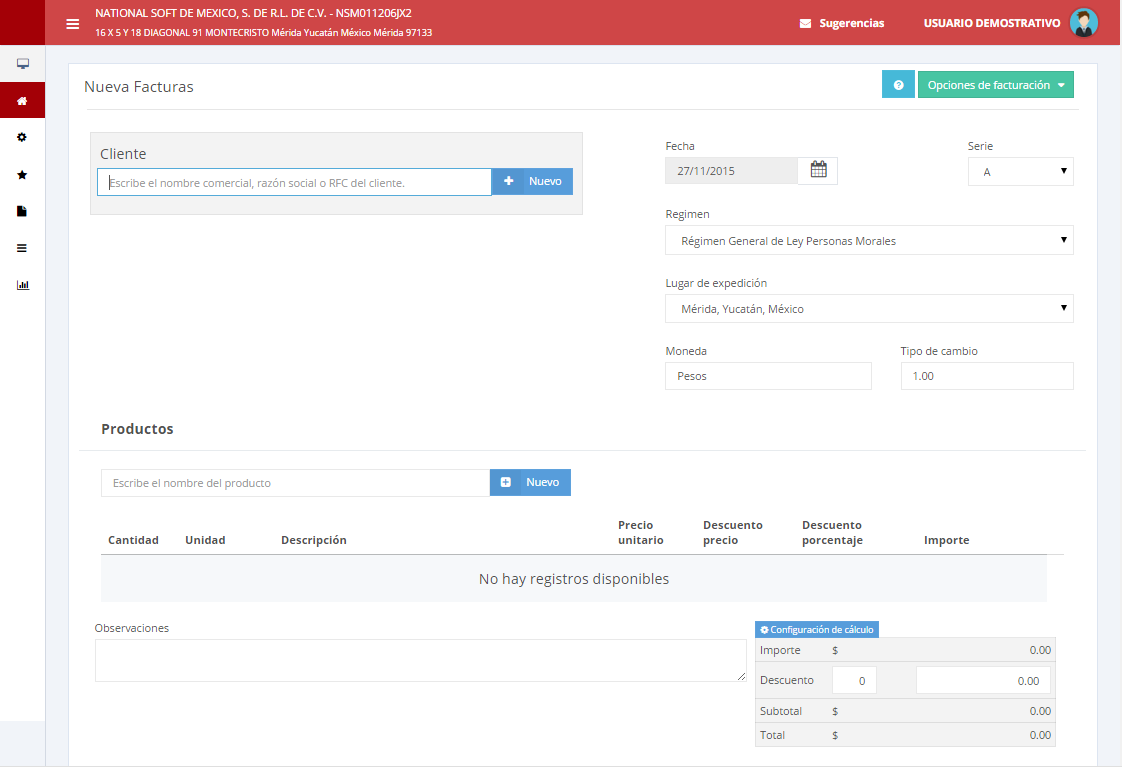 NATIONAL SOFT DE MEXICO, S. DE R.L. DE C.V. - NSM011206JX2
16 X 5 Y 18 DIAGONAL 91 MONTECRISTO Mérida Yucatán México Mérida 97133
Sugerencias
USUARIO DEMOSTRATIVO
Nueva Facturas
?
Opciones de facturación
Cliente
Escribe el nombre comercial, razón social o RFC del cliente.
Nuevo
Fecha
Serie
27/11/2015
A
Regimen
Régimen General de Ley Personas Morales
Lugar de expedición
Mérida, Yucatán, México
Moneda
Tipo de cambio
Pesos
1.00
Productos
Escribe el nombre del producto
Nuevo
Cantidad
Unidad
Descripción
Precio
unitario
Descuento
precio
Descuento
porcentaje
Importe
No hay registros disponibles
Observaciones
Configuración de cálculo
Importe $ 0.00
Descuento 0 0.00
Subtotal $ 0.00
Total $ 0.00